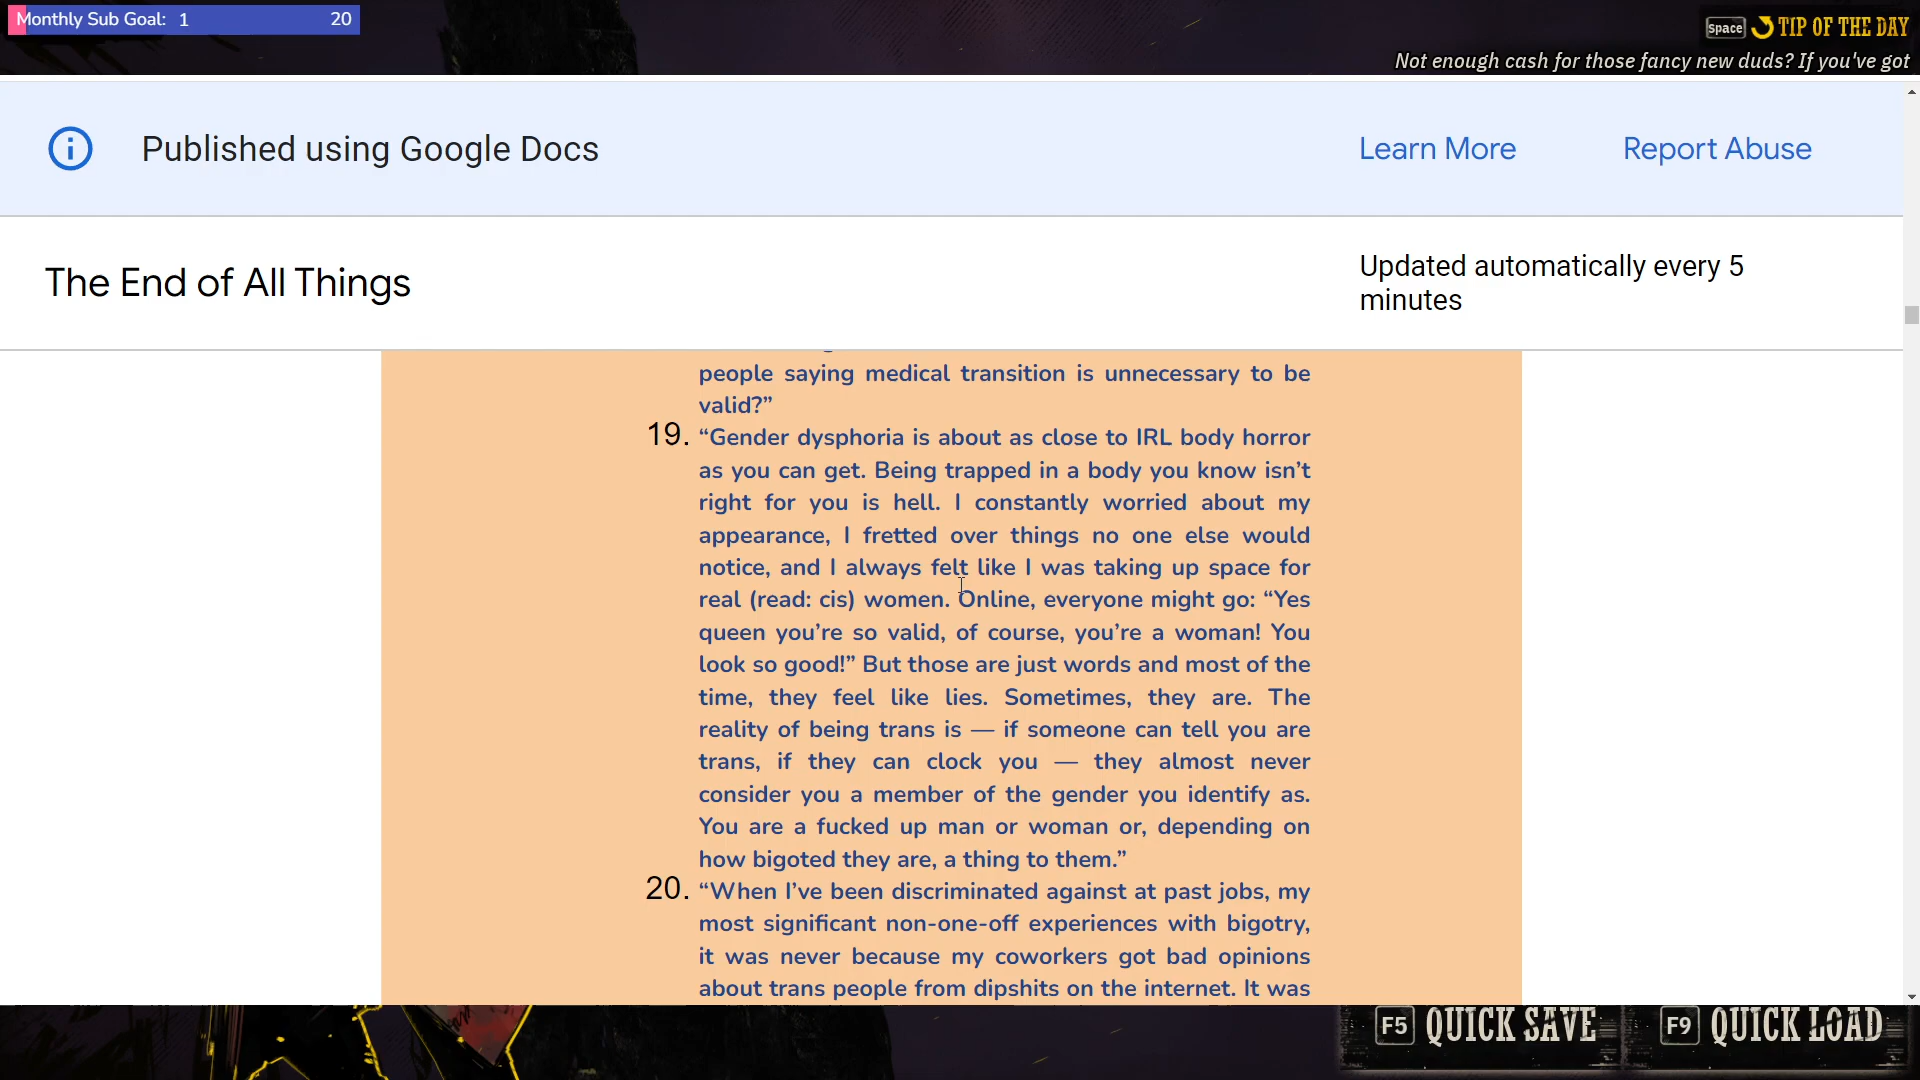 Monthly Sub Goal: 1 20
Space TIP OF THE DAY
Not enough cash for those fancy new duds? If you've got
Published using Google Docs
Learn More
Report Abuse
The End of All Things
Updated automatically every 5
minutes
people saying medical transition is unnecessary to be
valid?”
19. “Gender dysphoria is about as close to IRL body horror
as you can get. Being trapped in a body you know isn’t
right for you is hell. I constantly worried about my
appearance, I fretted over things no one else would
notice, and I always felt like I was taking up space for
real (read: cis) women. Online, everyone might go: “Yes
queen you’re so valid, of course, you’re a woman! You
look so good!” But those are just words and most of the
time, they feel like lies. Sometimes, they are. The
reality of being trans is — if someone can tell you are
trans, if they can clock you — they almost never
consider you a member of the gender you identify as.
You are a fucked up man or woman or, depending on
how bigoted they are, a thing to them.”
20. “When I’ve been discriminated against at past jobs, my
most significant non-one-off experiences with bigotry,
it was never because my coworkers got bad opinions
about trans people from dipshits on the internet. It was
F5 QUICK SAVE
F9 QUICK LOAD